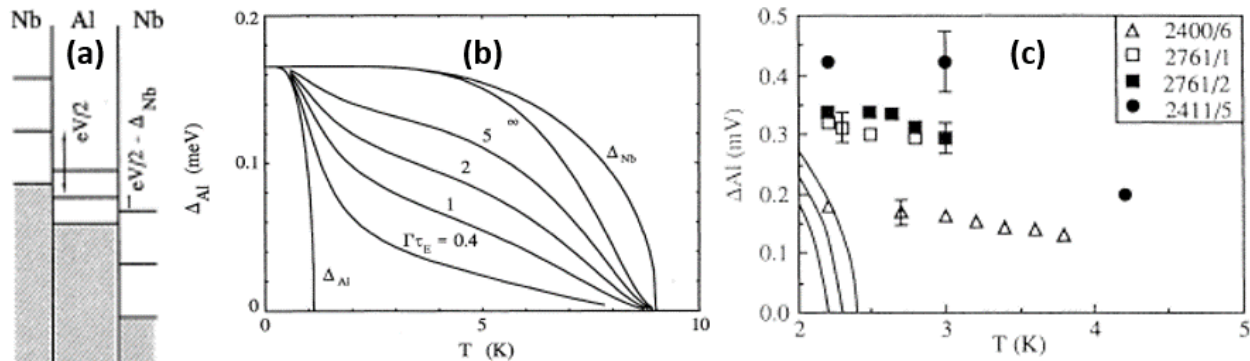 Nb Al Nb
(a)
eV/2
eV/2 - Δ_Nb
(b)
0.2
0.1
0
Δ_Al (meV)
∞
5
2
1
Γτ_E = 0.4
Δ_Al
Δ_Nb
0 5 10
T (K)
(c)
0.5
0.4
0.3
0.2
0.1
0.0
ΔAl (mV)
2400/6
2761/1
2761/2
2411/5
2 3 4 5
T (K)